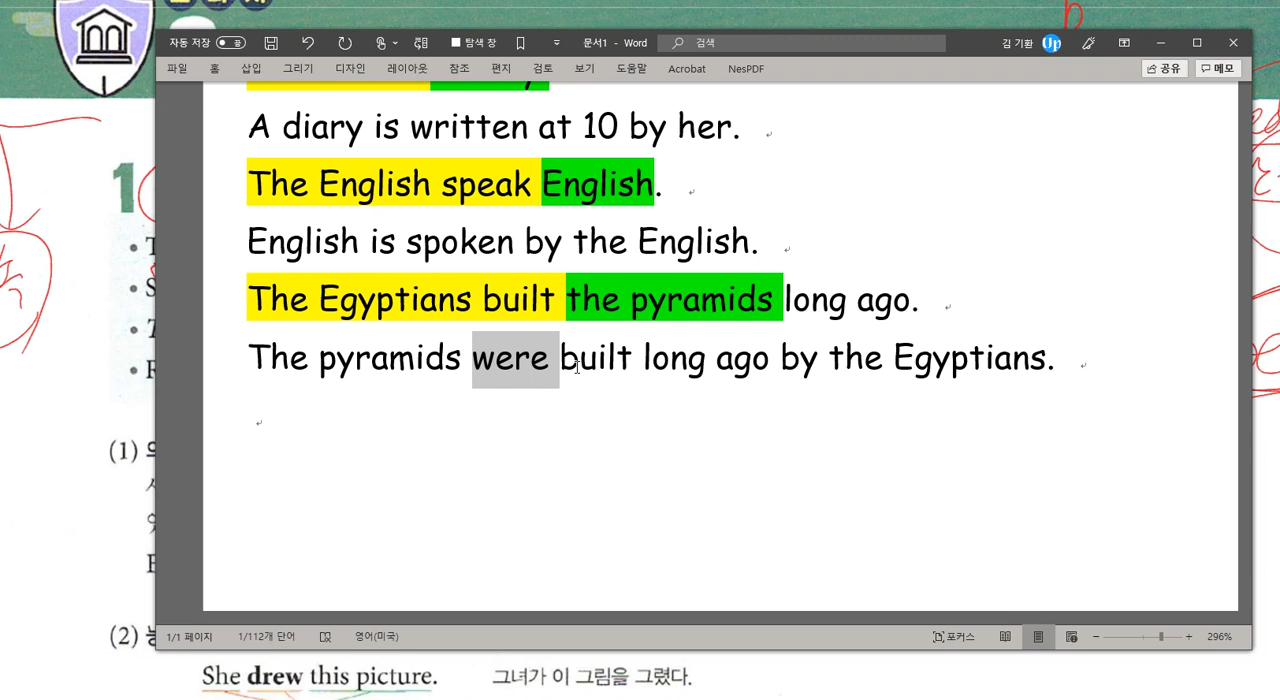 자동 저장 끔 탐색 창 문서1 - Word 검색 김 기환 Up
파일 홈 삽입 그리기 디자인 레이아웃 참조 편지 검토 보기 도움말 Acrobat NesPDF 공유 메모
A diary is written at 10 by her.
The English speak English.
English is spoken by the English.
The Egyptians built the pyramids long ago.
The pyramids were built long ago by the Egyptians.
1
(1)
(2)
1/1 페이지 1/112개 단어 영어(미국) 포커스 296%
She drew this picture. 그녀가 이 그림을 그렸다.